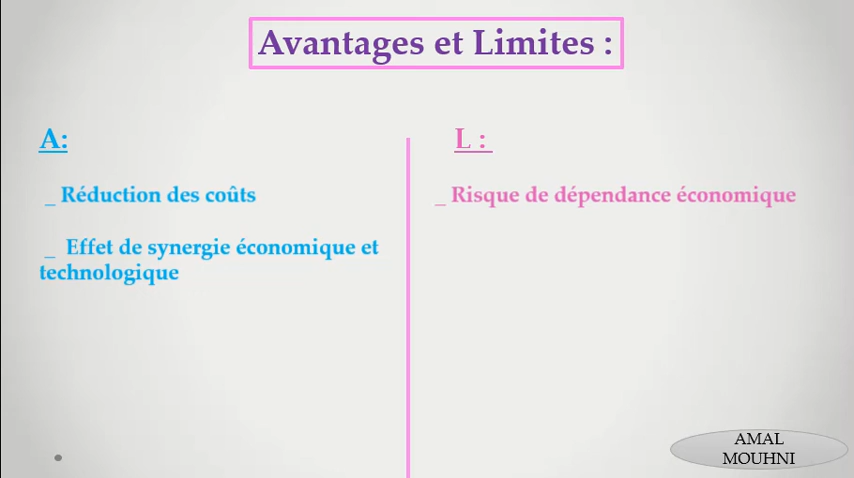 Avantages et Limites :
A:
_ Réduction des coûts
_ Effet de synergie économique et
technologique
L :
_ Risque de dépendance économique
AMAL
MOUHNI